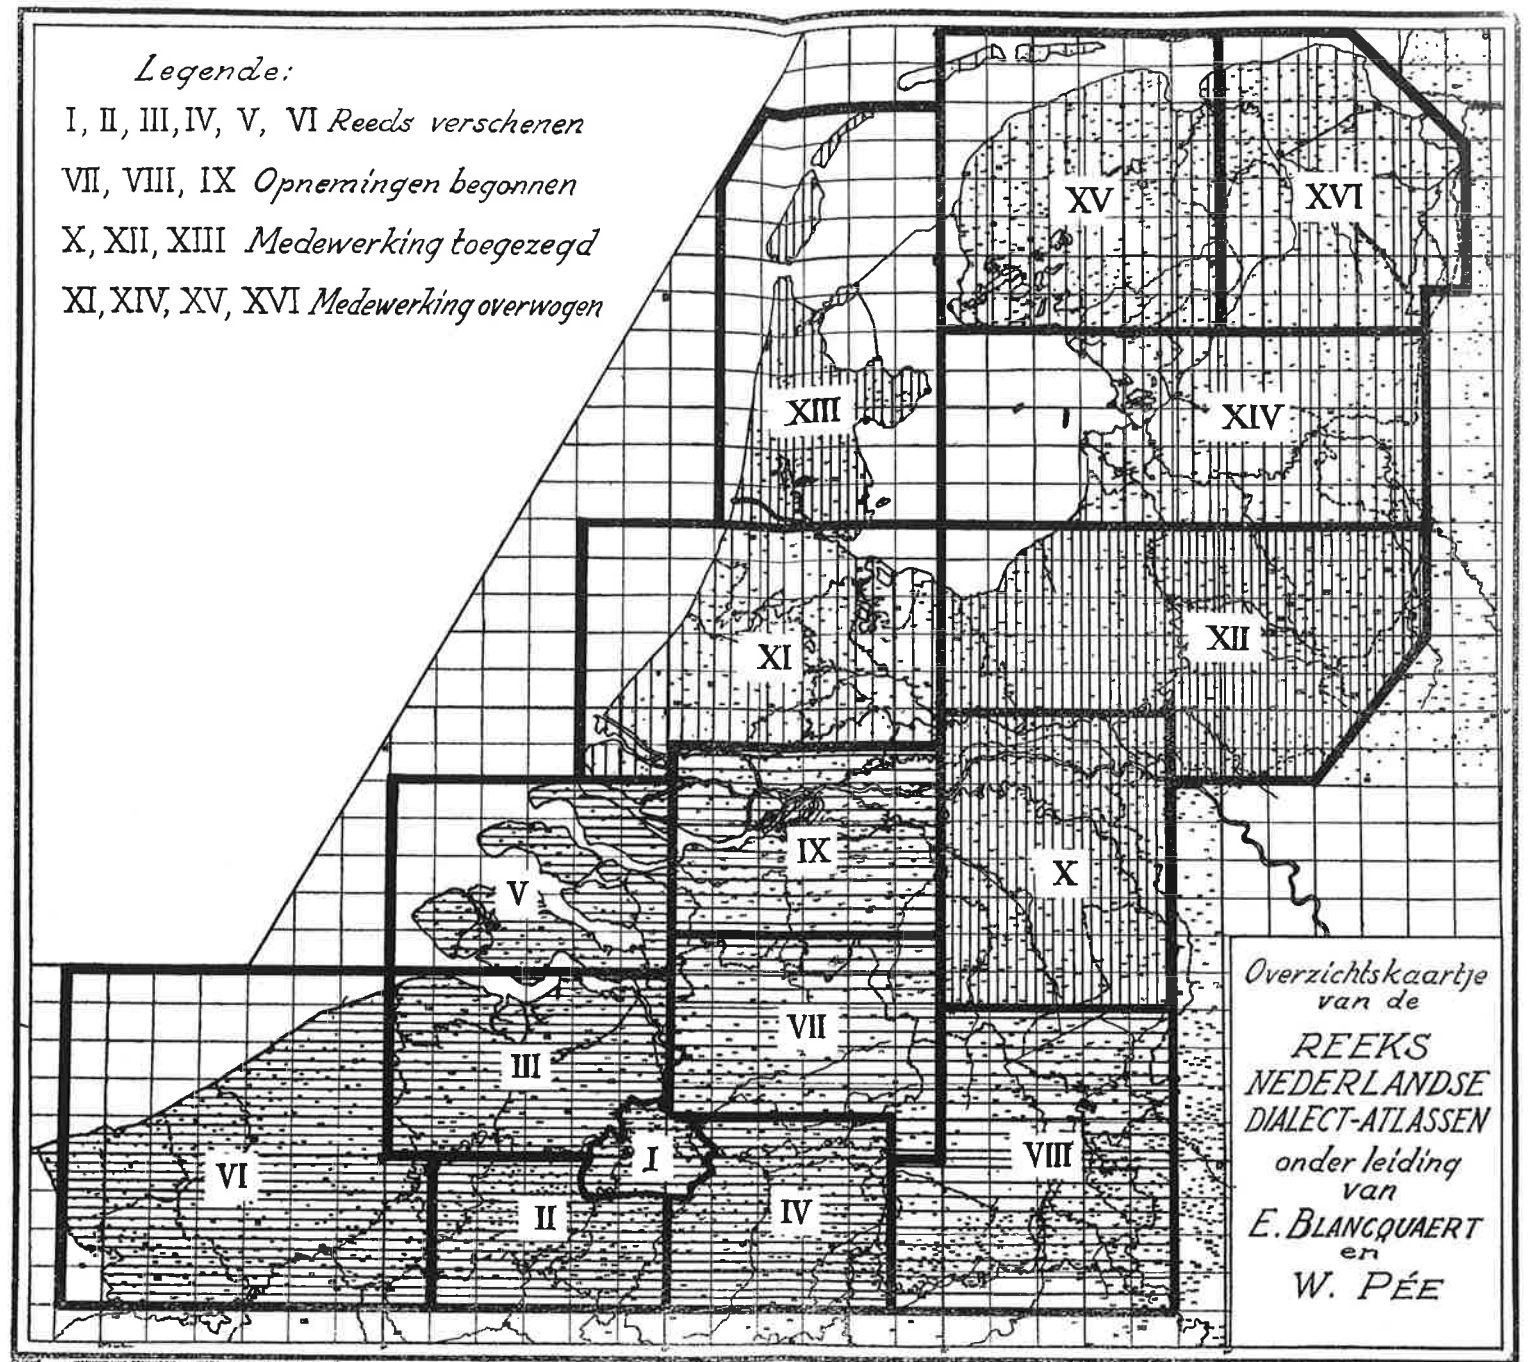 Legende:
I, II, III, IV, V, VI Reeds verschenen
VII, VIII, IX Opnemingen begonnen
X, XII, XIII Medewerking toegezegd
XI, XIV, XV, XVI Medewerking overwogen
XV
XVI
XIII
XIV
XI
XII
IX
X
V
VII
III
I
VIII
VI
II
IV
Overzichtskaartje
van de
REEKS
NEDERLANDSE
DIALECT-ATLASSEN
onder leiding
van
E. BLANCQUAERT
en
W. PÉE